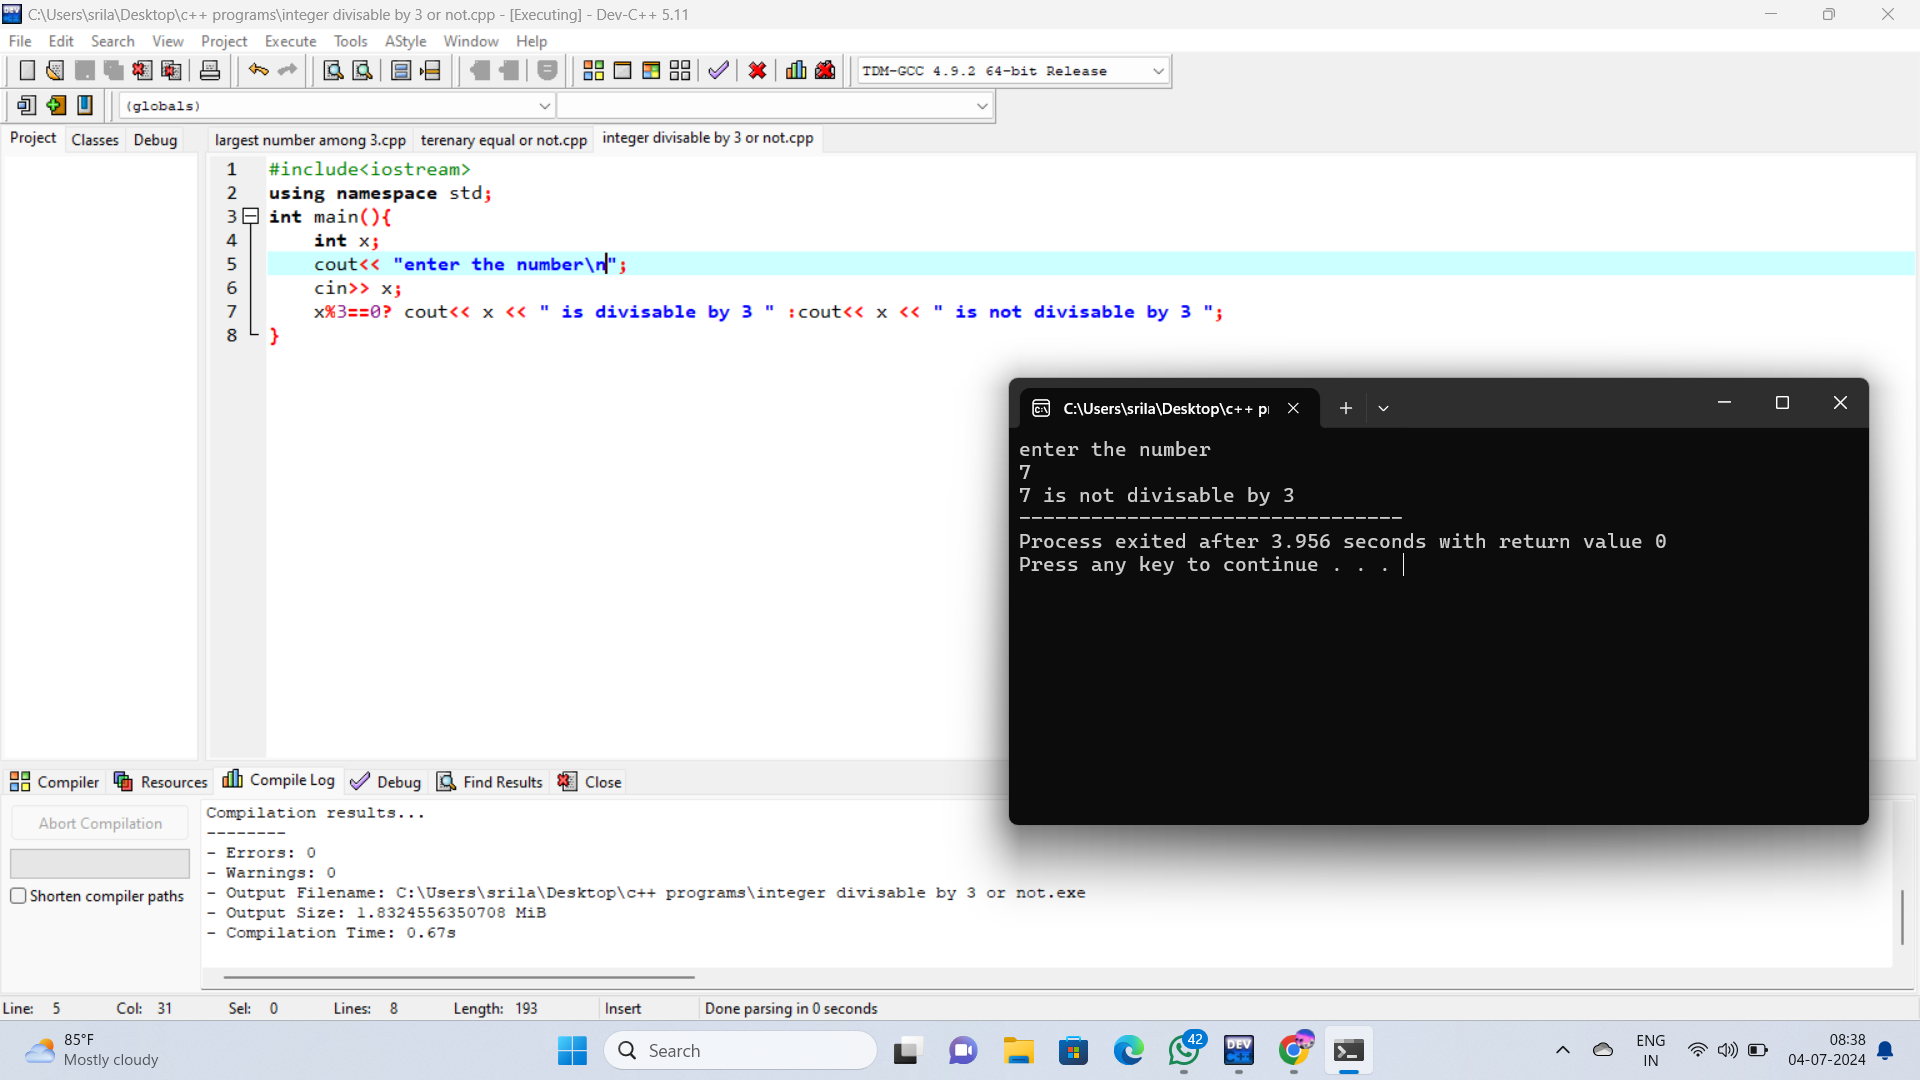 C:\Users\srila\Desktop\c++ programs\integer divisable by 3 or not.cpp - [Executing] - Dev-C++ 5.11
File Edit Search View Project Execute Tools AStyle Window Help
TDM-GCC 4.9.2 64-bit Release
(globals)
Project Classes Debug
largest number among 3.cpp terenary equal or not.cpp integer divisable by 3 or not.cpp
1 #include<iostream>
2 using namespace std;
3 int main(){
4 int x;
5 cout<< "enter the number\n";
6 cin>> x;
7 x%3==0? cout<< x << " is divisable by 3 " :cout<< x << " is not divisable by 3 ";
8 }
C:\Users\srila\Desktop\c++ p
enter the number
7
7 is not divisable by 3
--------------------------------
Process exited after 3.956 seconds with return value 0
Press any key to continue . . .
Compiler Resources Compile Log Debug Find Results Close
Abort Compilation
Shorten compiler paths
Compilation results...
--------
- Errors: 0
- Warnings: 0
- Output Filename: C:\Users\srila\Desktop\c++ programs\integer divisable by 3 or not.exe
- Output Size: 1.8324556350708 MiB
- Compilation Time: 0.67s
Line: 5 Col: 31 Sel: 0 Lines: 8 Length: 193 Insert Done parsing in 0 seconds
85°F
Mostly cloudy
Search
42
DEV
C++
ENG
IN
08:38
04-07-2024